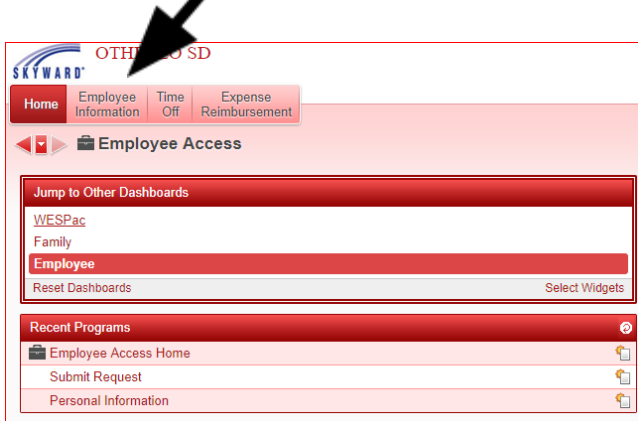 SKYWARD
SD
Home Employee Information Time Off Expense Reimbursement
Employee Access
Jump to Other Dashboards
WESPac
Family
Employee
Reset Dashboards Select Widgets
Recent Programs
Employee Access Home
Submit Request
Personal Information